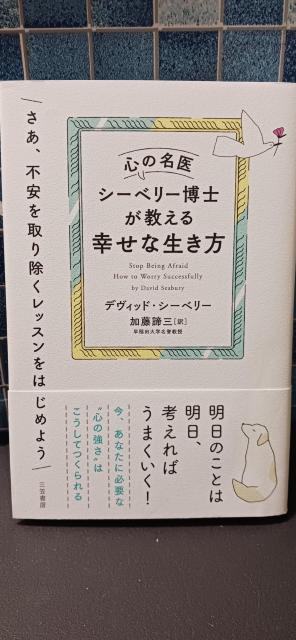 さあ、不安を取り除くレッスンをはじめよう
心の名医
シーベリー博士
が教える
幸せな生き方
Stop Being Afraid
How to Worry Successfully
by David Seabury
デヴィッド・シーベリー
加藤諦三[訳]
早稲田大学名誉教授
明日のことは
明日、
考えれば
うまくいく!
今、あなたに必要な
“心の強さ”は
こうしてつくられる
三笠書房